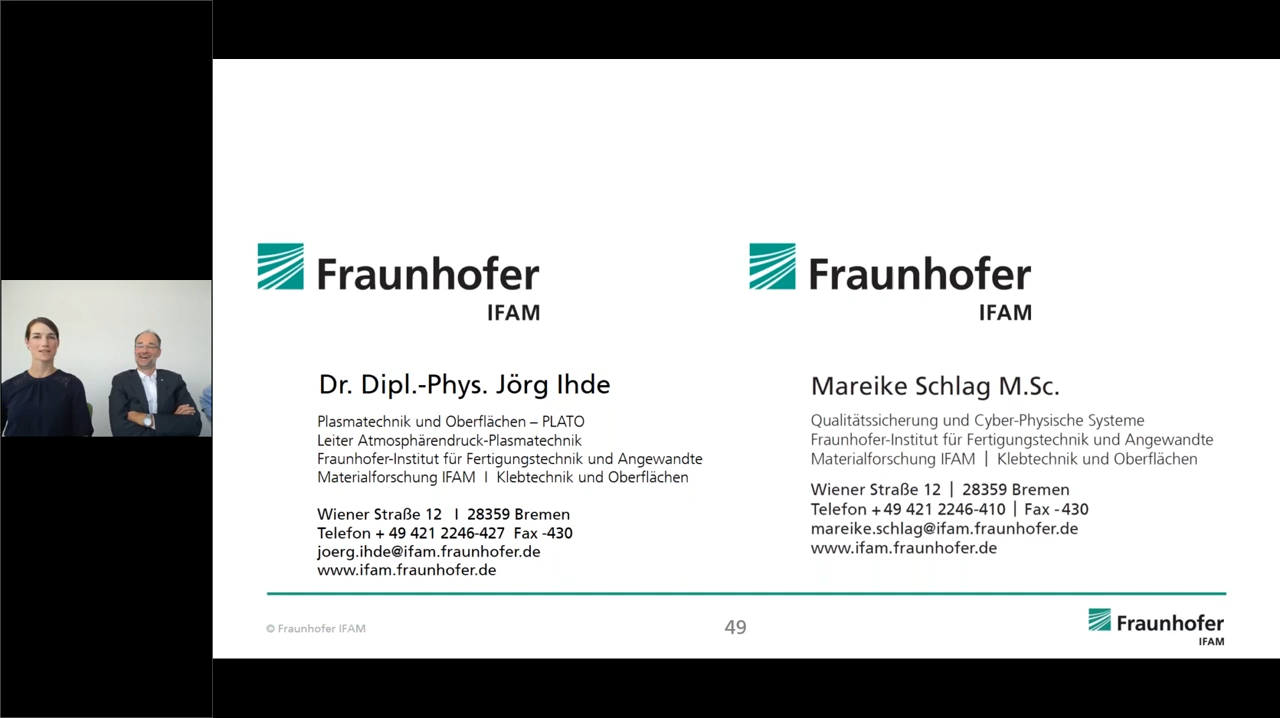 Fraunhofer
IFAM
Dr. Dipl.-Phys. Jörg Ihde
Plasmatechnik und Oberflächen – PLATO
Leiter Atmosphärendruck-Plasmatechnik
Fraunhofer-Institut für Fertigungstechnik und Angewandte
Materialforschung IFAM I Klebtechnik und Oberflächen
Wiener Straße 12 I 28359 Bremen
Telefon + 49 421 2246-427 Fax -430
joerg.ihde@ifam.fraunhofer.de
www.ifam.fraunhofer.de
Fraunhofer
IFAM
Mareike Schlag M.Sc.
Qualitätssicherung und Cyber-Physische Systeme
Fraunhofer-Institut für Fertigungstechnik und Angewandte
Materialforschung IFAM | Klebtechnik und Oberflächen
Wiener Straße 12 | 28359 Bremen
Telefon +49 421 2246-410 | Fax -430
mareike.schlag@ifam.fraunhofer.de
www.ifam.fraunhofer.de
© Fraunhofer IFAM
49
Fraunhofer
IFAM